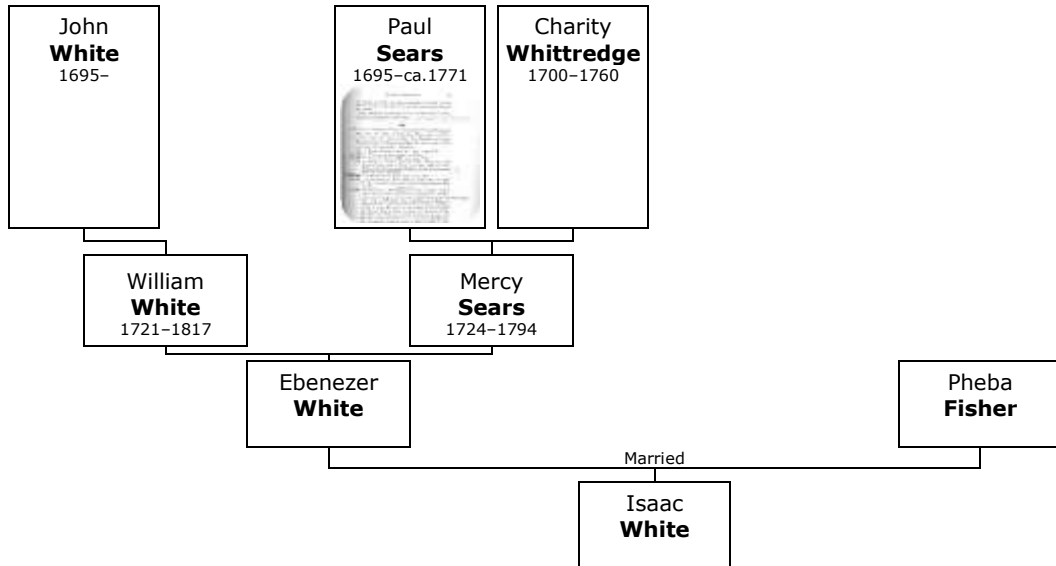 John
White
1695–
Paul
Sears
1695–ca.1771
Charity
Whittredge
1700–1760
William
White
1721–1817
Mercy
Sears
1724–1794
Ebenezer
White
Pheba
Fisher
Married
Isaac
White